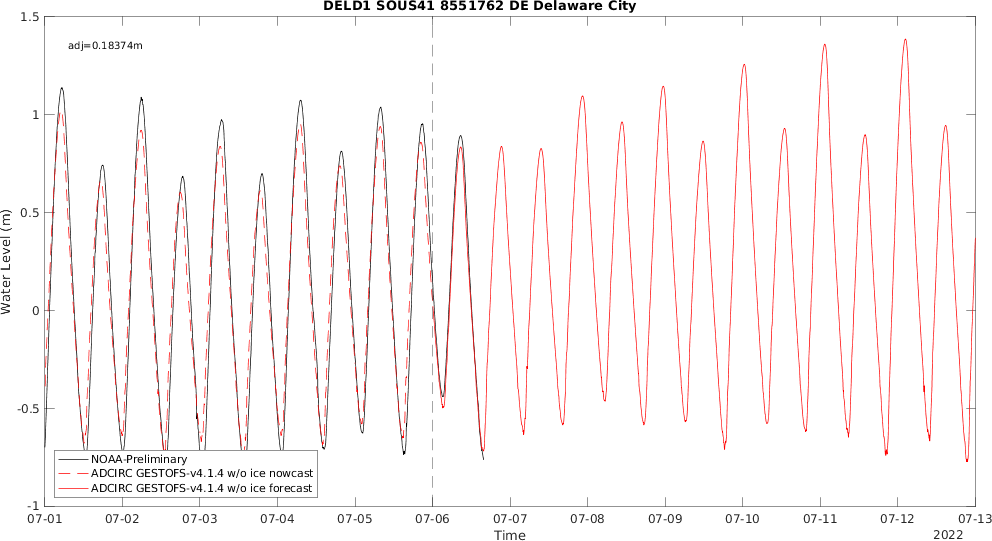 DELD1 SOUS41 8551762 DE Delaware City
adj=0.18374m
Water Level (m)
1.5
1
0.5
0
-0.5
-1
NOAA-Preliminary
ADCIRC GESTOFS-v4.1.4 w/o ice nowcast
ADCIRC GESTOFS-v4.1.4 w/o ice forecast
07-01 07-02 07-03 07-04 07-05 07-06 07-07 07-08 07-09 07-10 07-11 07-12 07-13
Time
2022